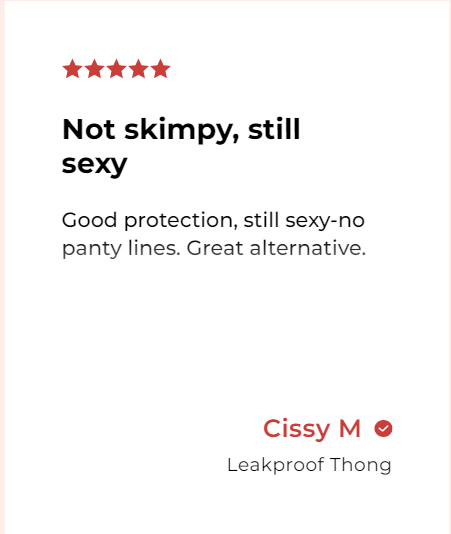 Not skimpy, still
sexy
Good protection, still sexy-no
panty lines. Great alternative.
Cissy M
Leakproof Thong